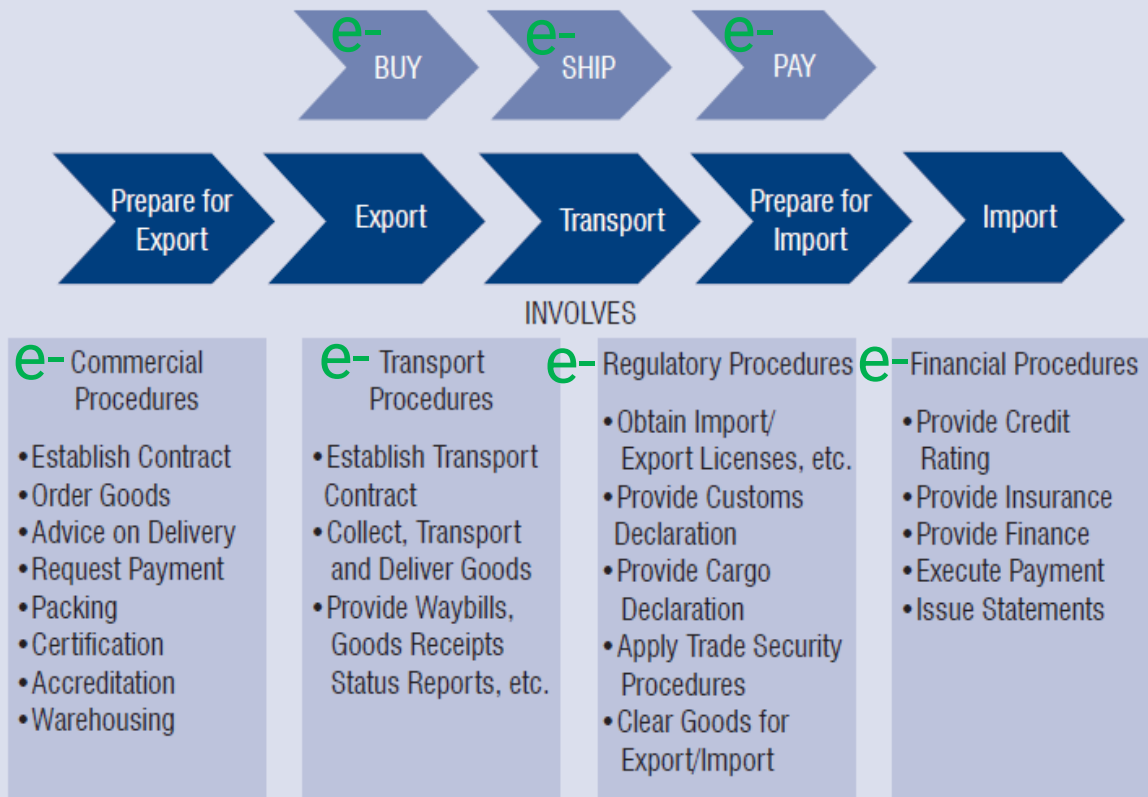 e-
BUY
e-
SHIP
e-
PAY
Prepare for
Export
Export
Transport
Prepare for
Import
Import
INVOLVES
e- Commercial
Procedures
•Establish Contract
•Order Goods
•Advice on Delivery
•Request Payment
•Packing
•Certification
•Accreditation
•Warehousing
e- Transport
Procedures
•Establish Transport
Contract
•Collect, Transport
and Deliver Goods
•Provide Waybills,
Goods Receipts
Status Reports, etc.
e- Regulatory Procedures
•Obtain Import/
Export Licenses, etc.
•Provide Customs
Declaration
•Provide Cargo
Declaration
•Apply Trade Security
Procedures
•Clear Goods for
Export/Import
e- Financial Procedures
•Provide Credit
Rating
•Provide Insurance
•Provide Finance
•Execute Payment
•Issue Statements